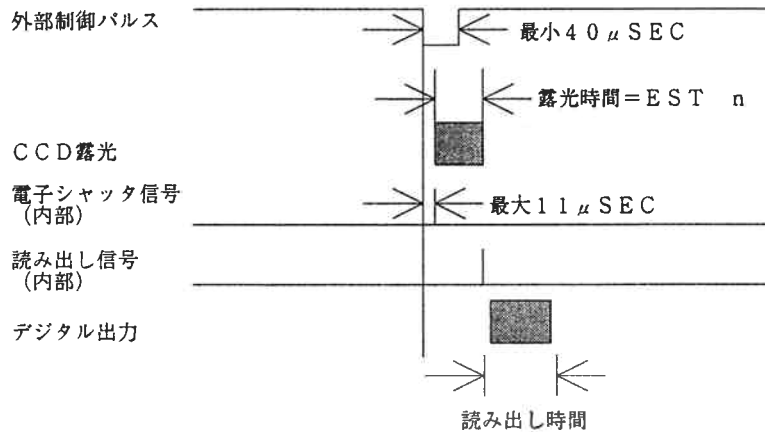 外部制御パルス
最小４０μＳＥＣ
露光時間＝ＥＳＴ　ｎ
ＣＣＤ露光
電子シャッタ信号
(内部)
最大１１μＳＥＣ
読み出し信号
(内部)
デジタル出力
読み出し時間